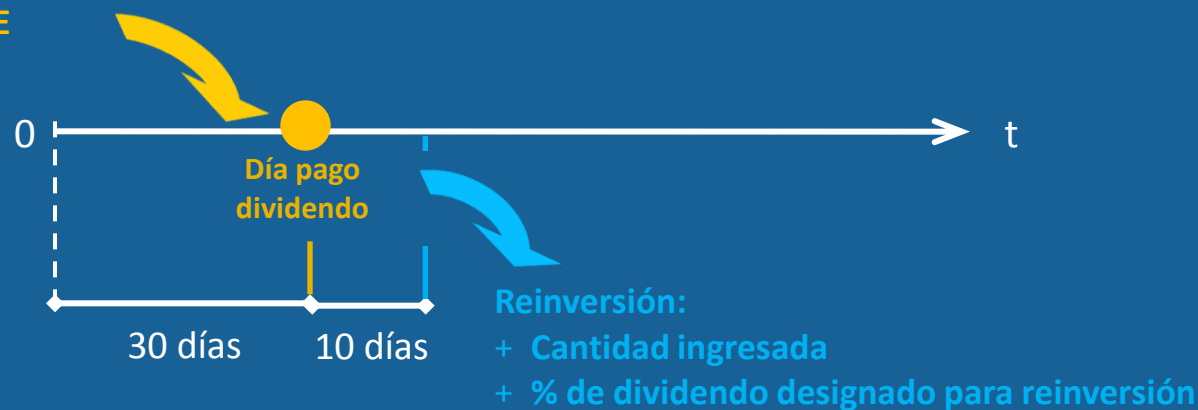 E
0
t
Día pago
dividendo
30 días
10 días
Reinversión:
+ Cantidad ingresada
+ % de dividendo designado para reinversión